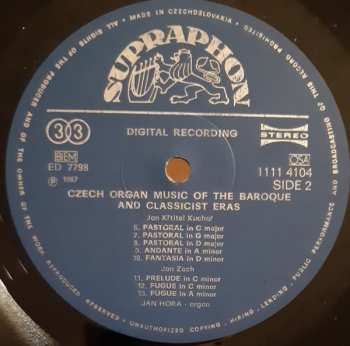 • MADE IN CZECHOSLOVAKIA •
ALL RIGHTS OF THE PRODUCER AND OF THE OWNER OF THE WORK REPRODUCED RESERVED
UNAUTHORIZED COPYING • HIRING • LENDING • PUBLIC PERFORMANCE AND BROADCASTING OF THIS RECORD PROHIBITED
SUPRAPHON
DIGITAL RECORDING
33
STEREO
BIEM
OSA
ED 7798
1111 4104
℗ 1987
SIDE 2
CZECH ORGAN MUSIC OF THE BAROQUE
AND CLASSICIST ERAS
Jan Křtitel Kuchař
6. PASTORAL in C major
7. PASTORAL in G major
8. PASTORAL in D major
9. ANDANTE in A minor
10. FANTASIA in D minor
Jan Zach
11. PRELUDE in C minor
12. FUGUE in C minor
13. FUGUE in A minor
JAN HORA - organ